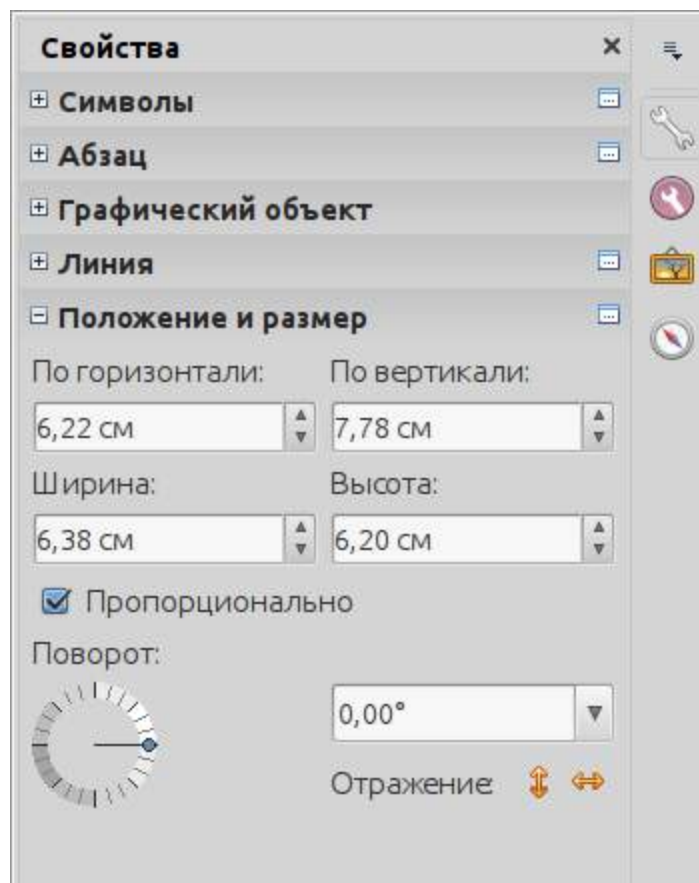 Свойства
Символы
Абзац
Графический объект
Линия
Положение и размер
По горизонтали: По вертикали:
6,22 см 7,78 см
Ширина: Высота:
6,38 см 6,20 см
Пропорционально
Поворот:
0,00°
Отражение: